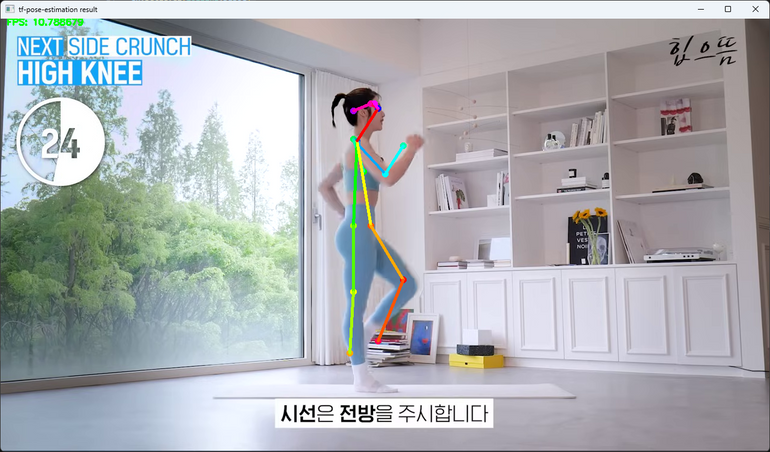 tf-pose-estimation result
FPS: 10.788679
NEXT SIDE CRUNCH
HIGH KNEE
힙으뜸
24
시선은 전방을 주시합니다